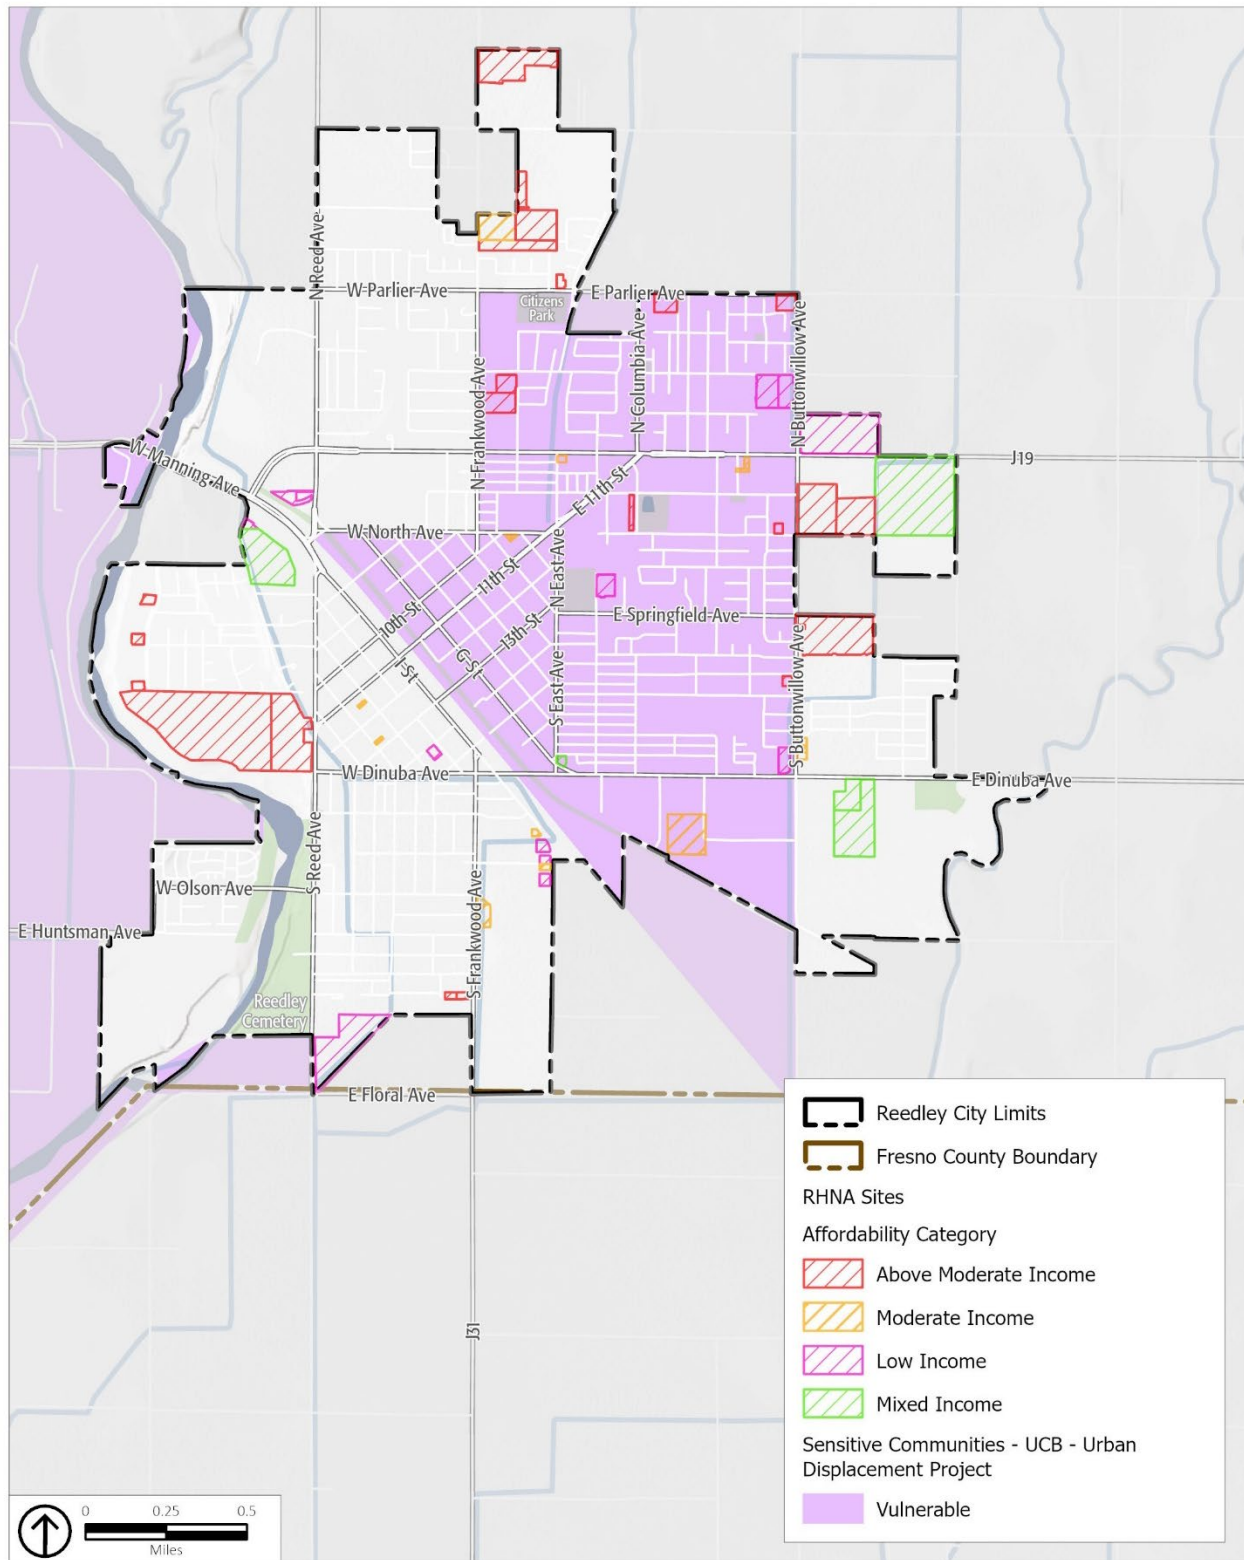 N Reed Ave
W Parlier Ave
E Parlier Ave
Citizens
Park
N Columbia Ave
N Buttonwillow Ave
N Frankwood Ave
W Manning Ave
J19
E 11th St
W North Ave
11th St
10th St
N East Ave
13th St
E Springfield Ave
G St
I St
S East Ave
S Buttonwillow Ave
W Dinuba Ave
E Dinuba Ave
S Reed Ave
W Olson Ave
S Frankwood Ave
E Huntsman Ave
Reedley
Cemetery
E Floral Ave
J31
Reedley City Limits
Fresno County Boundary
RHNA Sites
Affordability Category
Above Moderate Income
Moderate Income
Low Income
Mixed Income
Sensitive Communities - UCB - Urban
Displacement Project
Vulnerable
0 0.25 0.5
Miles